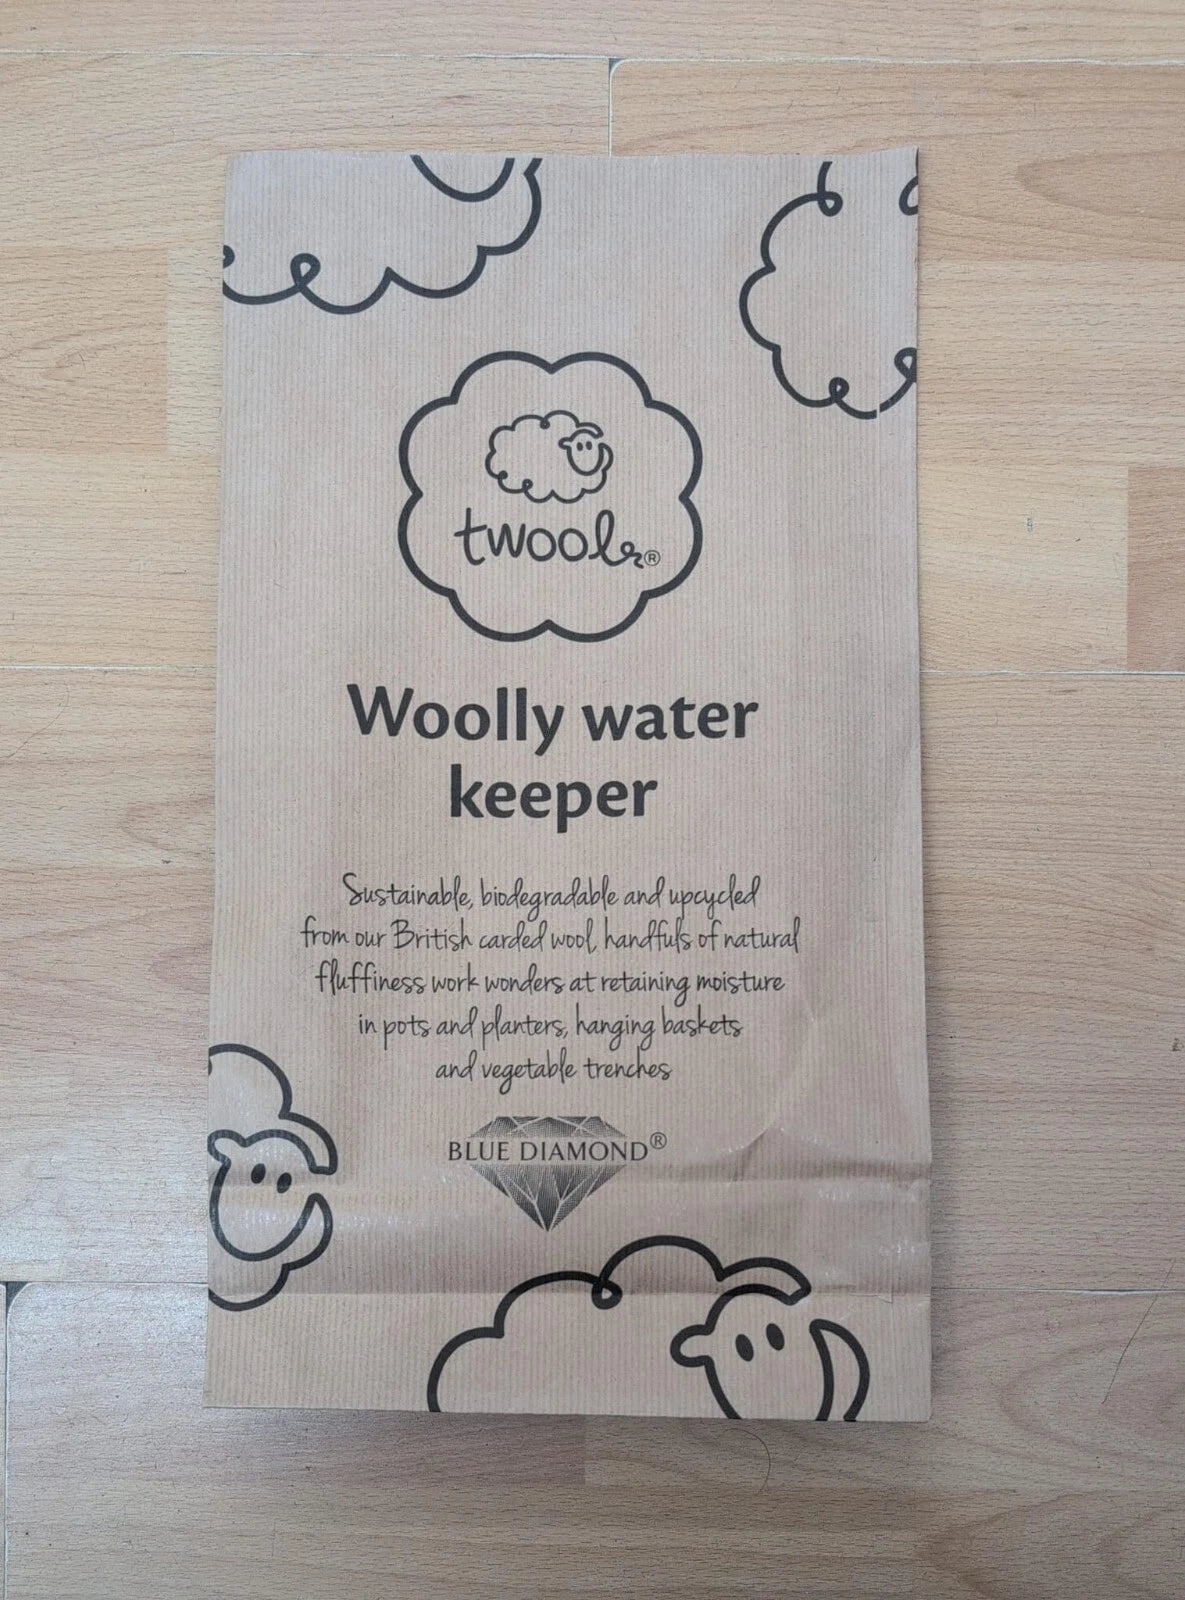 twool®
Woolly water
keeper
Sustainable, biodegradable and upcycled
from our British carded wool, handfuls of natural
fluffiness work wonders at retaining moisture
in pots and planters, hanging baskets
and vegetable trenches
BLUE DIAMOND®